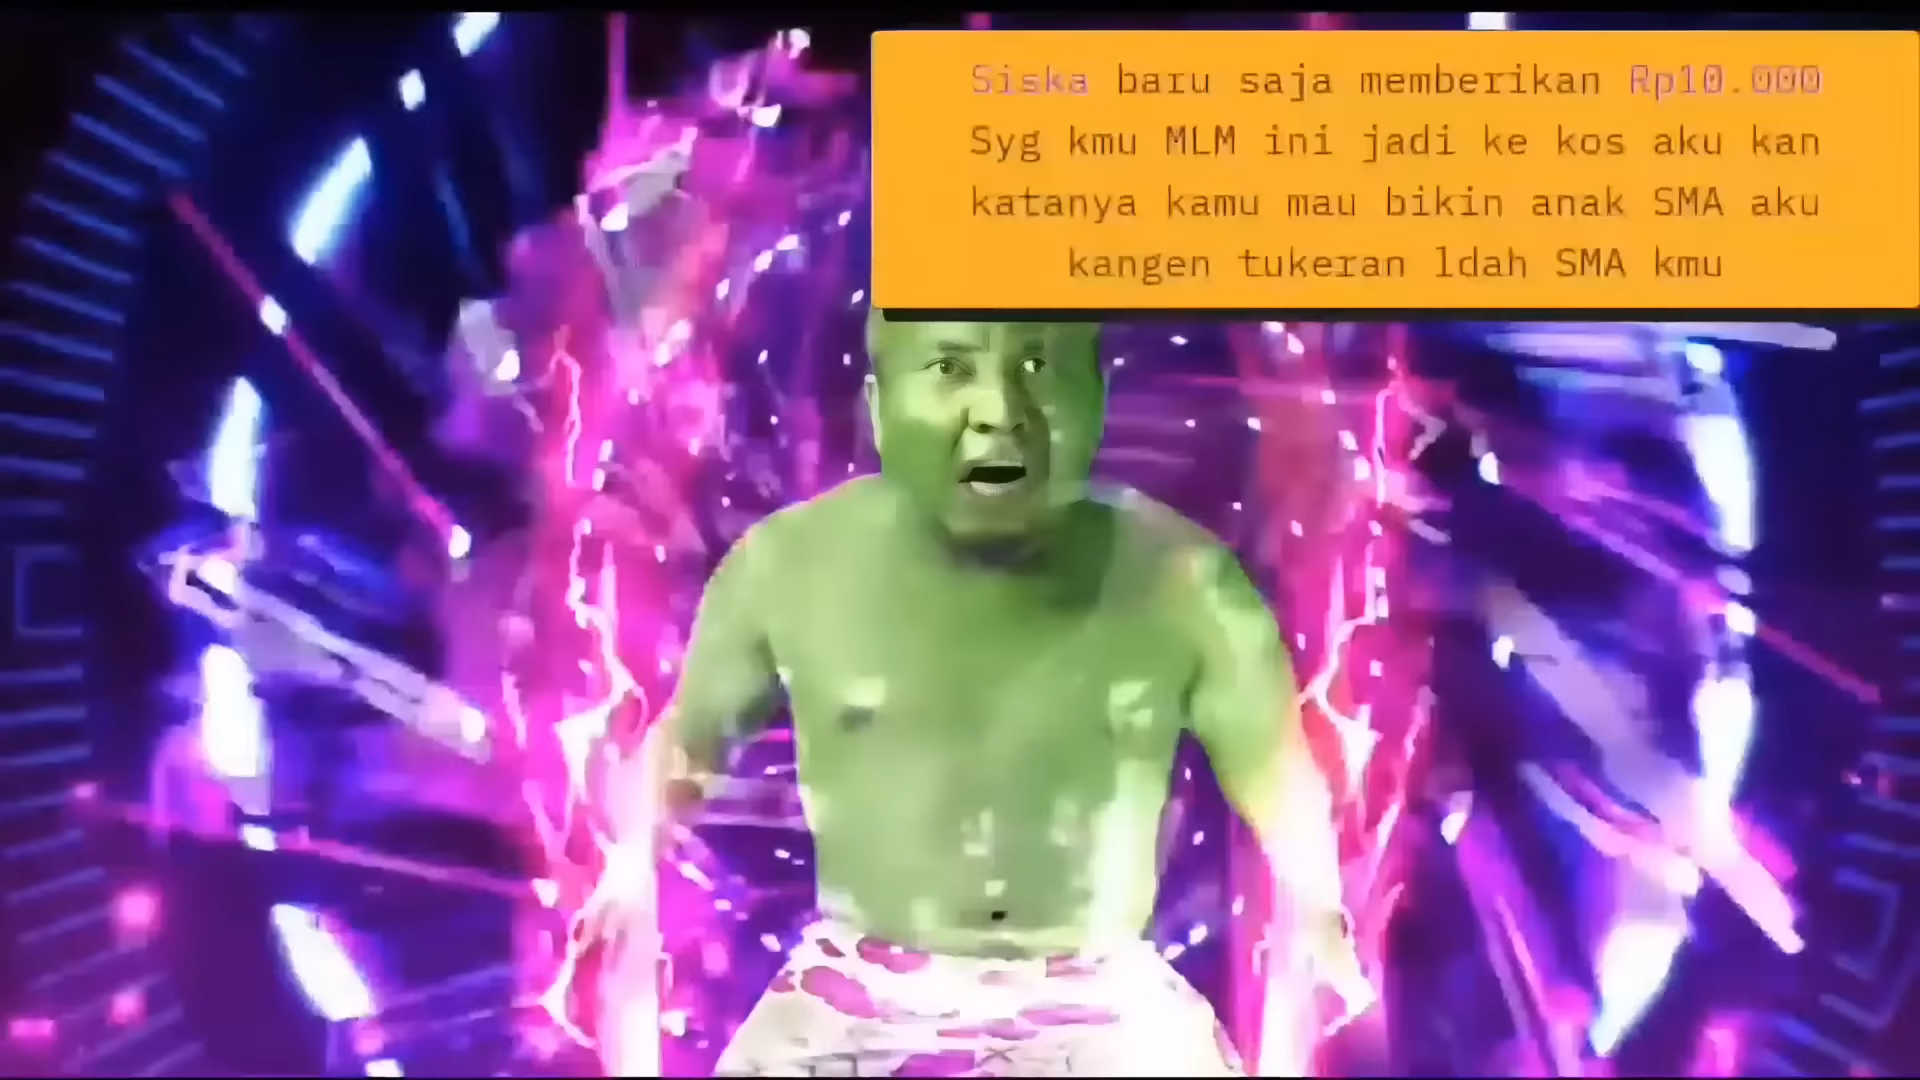 Siska baru saja memberikan Rp10.000
Syg kmu MLM ini jadi ke kos aku kan
katanya kamu mau bikin anak SMA aku
kangen tukeran ldah SMA kmu